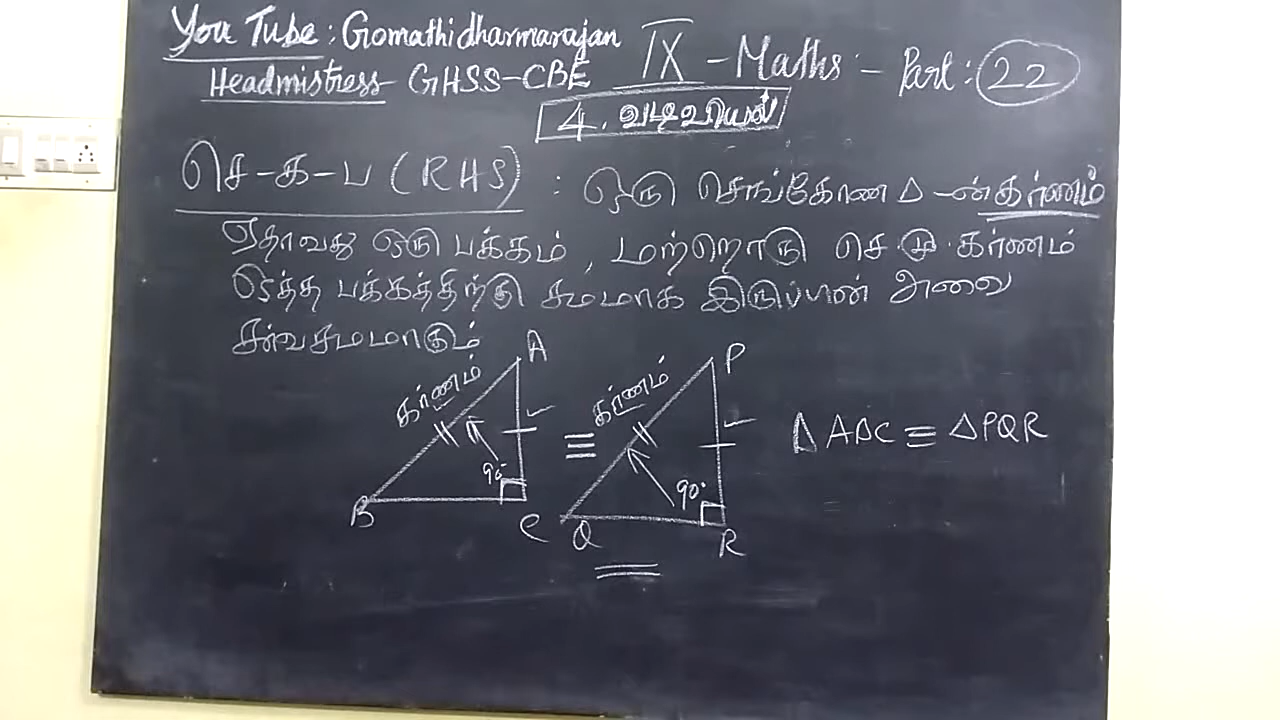 You Tube : Gomathidharmarajan
Headmistress GHSS-CBE
IX - Maths - Part : 22
4. வடிவியல்
செ-க-ப (RHS) : ஒரு செங்கோண Δ-ன் கர்ணம்
ஏதாவது ஒரு பக்கம், மற்றொரு செ.மு.கர்ணம்
ஒத்த பக்கத்திற்கு சமமாக இருப்பின் அவை
சர்வசமமாகும்
A
கர்ணம்
90°
B
C
≡
P
கர்ணம்
90°
Q
R
ΔABC ≡ ΔPQR